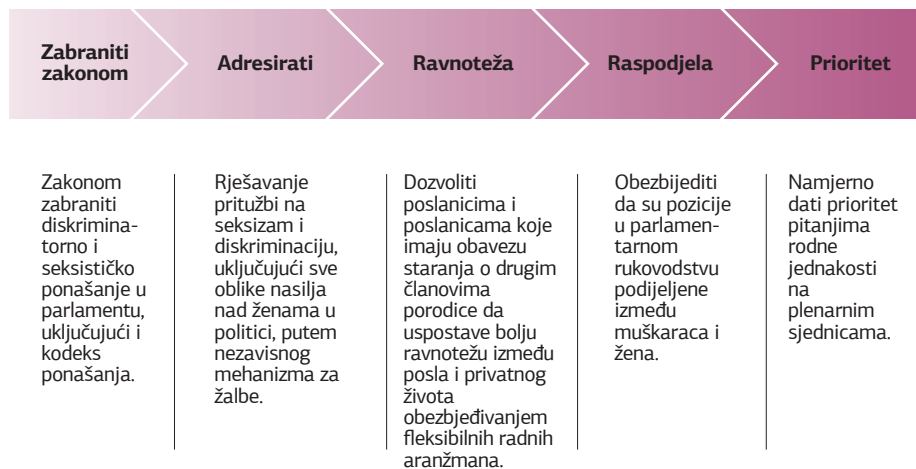 Zabraniti
zakonom
Adresirati
Ravnoteža
Raspodjela
Prioritet
Zakonom
zabraniti
diskrimina-
torno i
seksističko
ponašanje u
parlamentu,
uključujući i
kodeks
ponašanja.
Rješavanje
pritužbi na
seksizam i
diskriminaciju,
uključujući sve
oblike nasilja
nad ženama u
politici, putem
nezavisnog
mehanizma za
žalbe.
Dozvoliti
poslanicima i
poslanicama koje
imaju obavezu
staranja o drugim
članovima
porodice da
uspostave bolju
ravnotežu između
posla i privatnog
života
obezbjeđivanjem
fleksibilnih radnih
aranžmana.
Obezbijediti
da su pozicije
u parlamen-
tarnom
rukovodstvu
podijeljene
između
muškaraca i
žena.
Namjerno
dati prioritet
pitanjima
rodne
jednakosti
na
plenarnim
sjednicama.